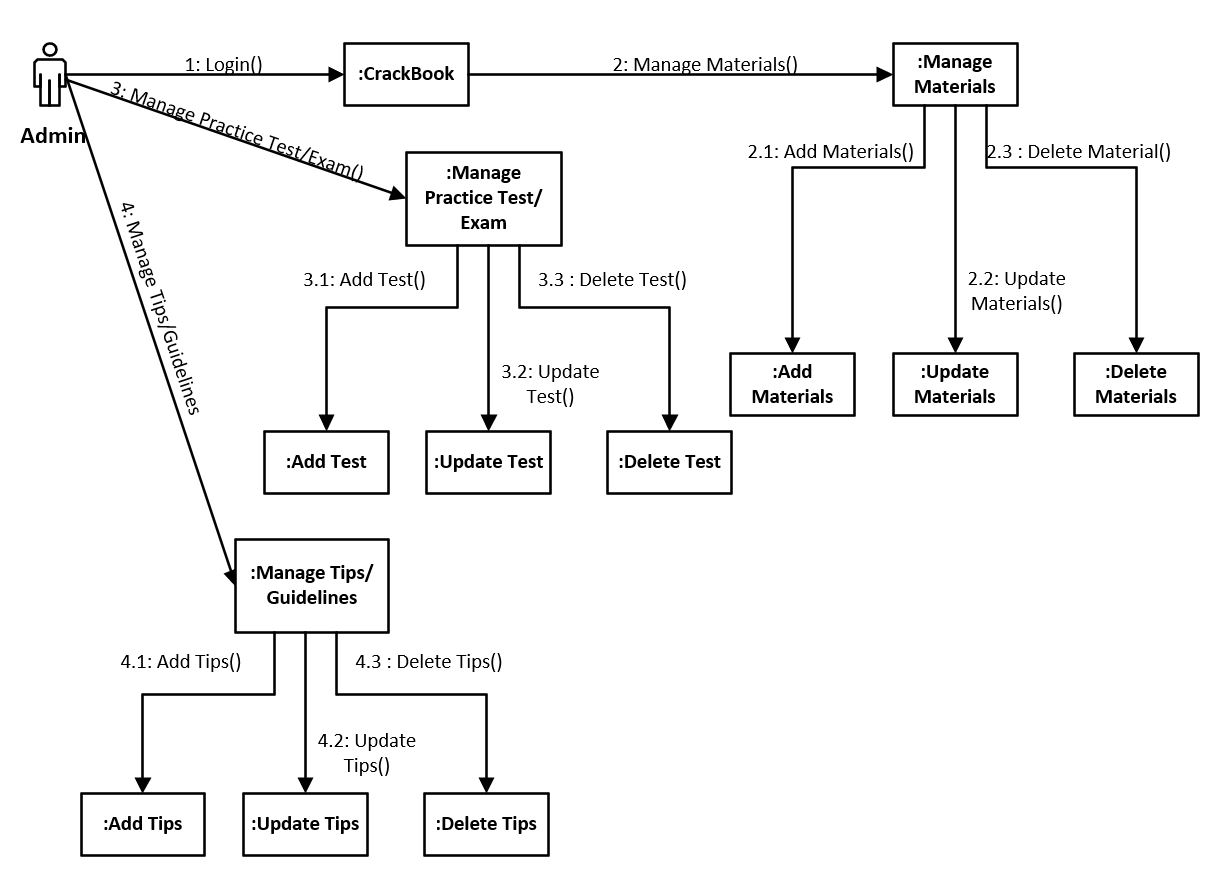 1: Login()
:CrackBook
2: Manage Materials()
:Manage
Materials
Admin
3: Manage Practice Test/Exam()
2.1: Add Materials()
2.3 : Delete Material()
:Manage
Practice Test/
Exam
4: Manage Tips/Guidelines
3.1: Add Test()
3.3 : Delete Test()
2.2: Update
Materials()
3.2: Update
Test()
:Add
Materials
:Update
Materials
:Delete
Materials
:Add Test
:Update Test
:Delete Test
:Manage Tips/
Guidelines
4.1: Add Tips()
4.3 : Delete Tips()
4.2: Update
Tips()
:Add Tips
:Update Tips
:Delete Tips